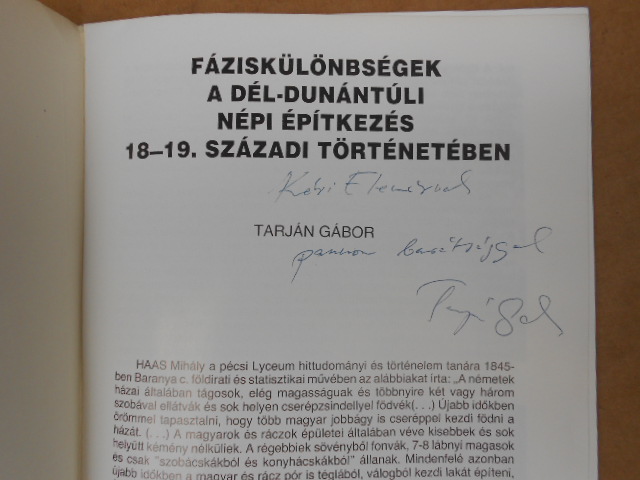 FÁZISKÜLÖNBSÉGEK
A DÉL-DUNÁNTÚLI
NÉPI ÉPÍTKEZÉS
18–19. SZÁZADI TÖRTÉNETÉBEN
Elemérnek
TARJÁN GÁBOR
pannon barátsággal
HAAS Mihály a pécsi Lyceum hittudományi és történelem tanára 1845-
ben Baranya c. földirati és statisztikai művében az alábbiakat írta: „A németek
házai általában tágosok, elég magasságuak és többnyire két vagy három
szobával ellátvák és sok helyen cserépzsindellyel födvék(. . .) Újabb időkben
örömmel tapasztalni, hogy több magyar jobbágy is cseréppel kezdi födni a
házát. (. . .) A magyarok és ráczok épületei általában véve kisebbek és sok
helyütt kémény nélküliek. A régebbiek sövényből fonvák, 7-8 lábnyi magasok
és csak "szobácskákból és konyhácskákból" állanak. Mindenfelé azonban
újabb időkben a magyar és rácz pór is téglából, válogból kezdi lakát építeni,